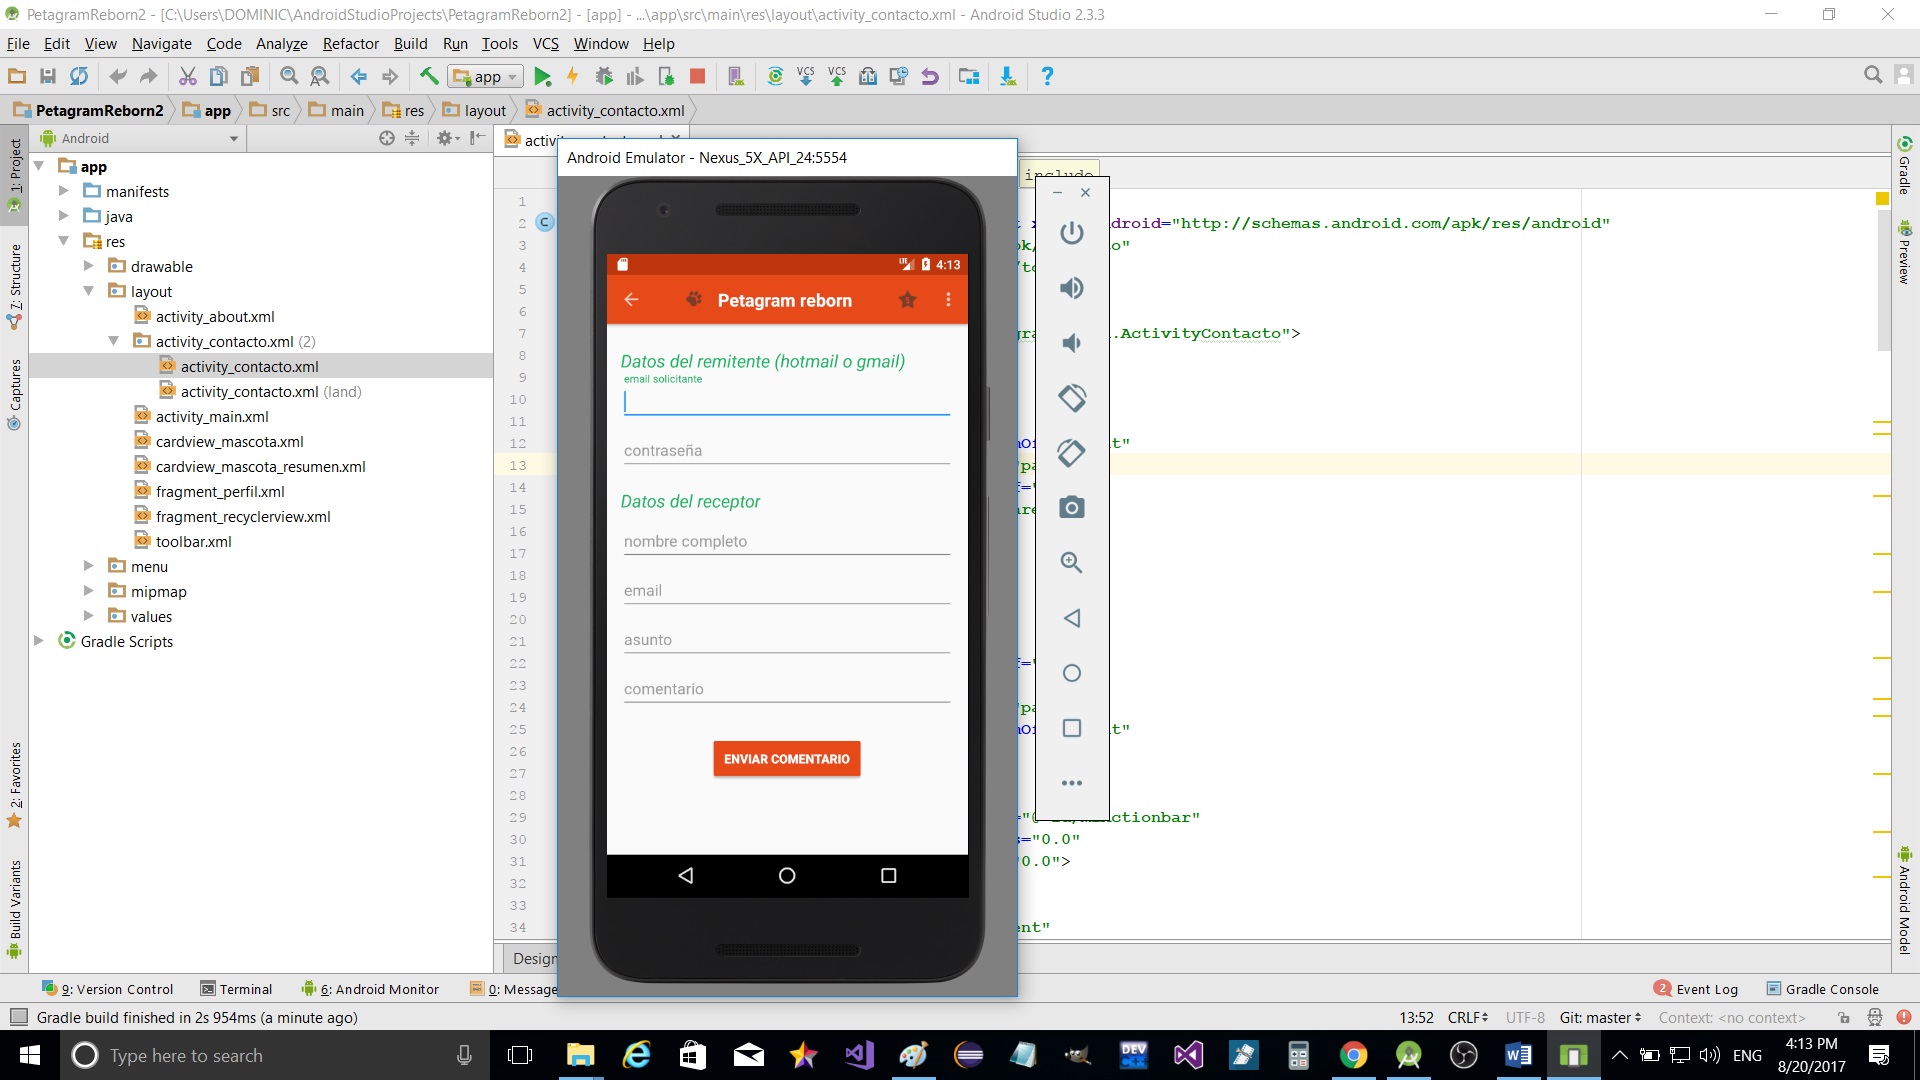 PetagramReborn2 - [C:\Users\DOMINIC\AndroidStudioProjects\PetagramReborn2] - [app] - ...\app\src\main\res\layout\activity_contacto.xml - Android Studio 2.3.3
File Edit View Navigate Code Analyze Refactor Build Run Tools VCS Window Help
app
VCS VCS
PetagramReborn2 app src main res layout activity_contacto.xml
Android
include
1: Project
7: Structure
Captures
2: Favorites
Build Variants
app
manifests
java
res
drawable
layout
activity_about.xml
activity_contacto.xml (2)
activity_contacto.xml
activity_contacto.xml (land)
activity_main.xml
cardview_mascota.xml
cardview_mascota_resumen.xml
fragment_perfil.xml
fragment_recyclerview.xml
toolbar.xml
menu
mipmap
values
Gradle Scripts
Android Emulator - Nexus_5X_API_24:5554
LTE 4:13
Petagram reborn
Datos del remitente (hotmail o gmail)
email solicitante
contraseña
Datos del receptor
nombre completo
email
asunto
comentario
ENVIAR COMENTARIO
1
2 C droid="http://schemas.android.com/apk/res/android"
3 o"
4
5
6
7 .ActivityContacto">
8
9
10
11
12 t"
13
14
15
16
17
18
19
20
21
22
23
24
25 t"
26
27
28
29 ctionbar"
30 ="0.0"
31 "0.0">
32
33
34 ent"
Gradle
Preview
Android Model
Design
9: Version Control Terminal 6: Android Monitor 0: Message 2 Event Log Gradle Console
Gradle build finished in 2s 954ms (a minute ago) 13:52 CRLF UTF-8 Git: master Context: <no context>
Type here to search
DEV C++
ENG
4:13 PM
8/20/2017